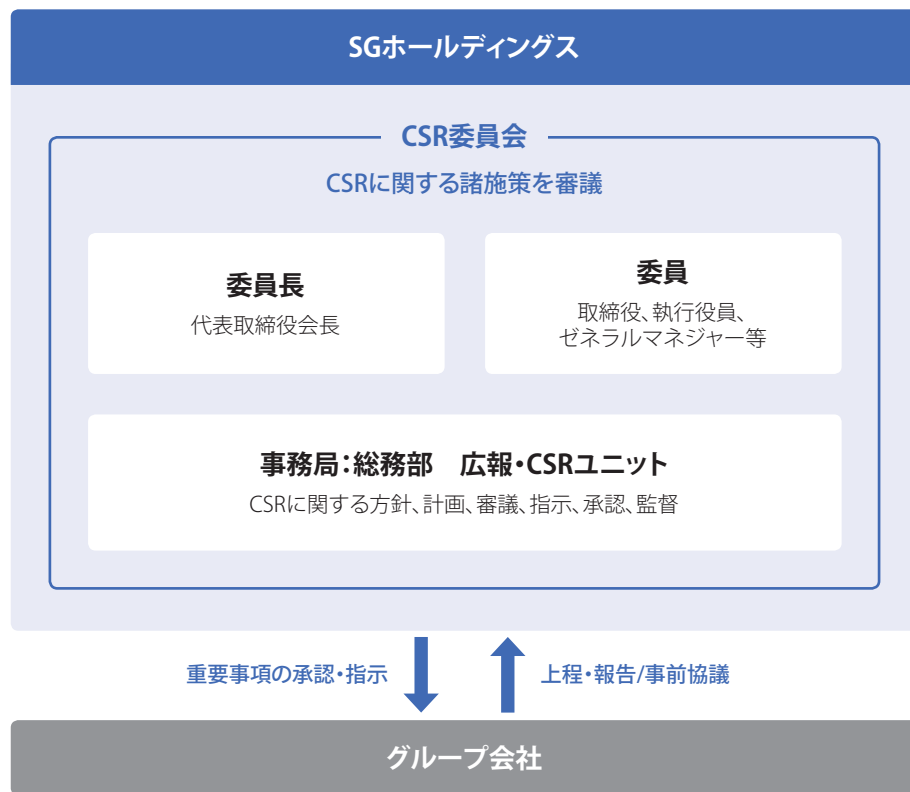 SGホールディングス
CSR委員会
CSRに関する諸施策を審議
委員長
代表取締役会長
委員
取締役、執行役員、
ゼネラルマネジャー等
事務局：総務部　広報・CSRユニット
CSRに関する方針、計画、審議、指示、承認、監督
重要事項の承認・指示
上程・報告/事前協議
グループ会社